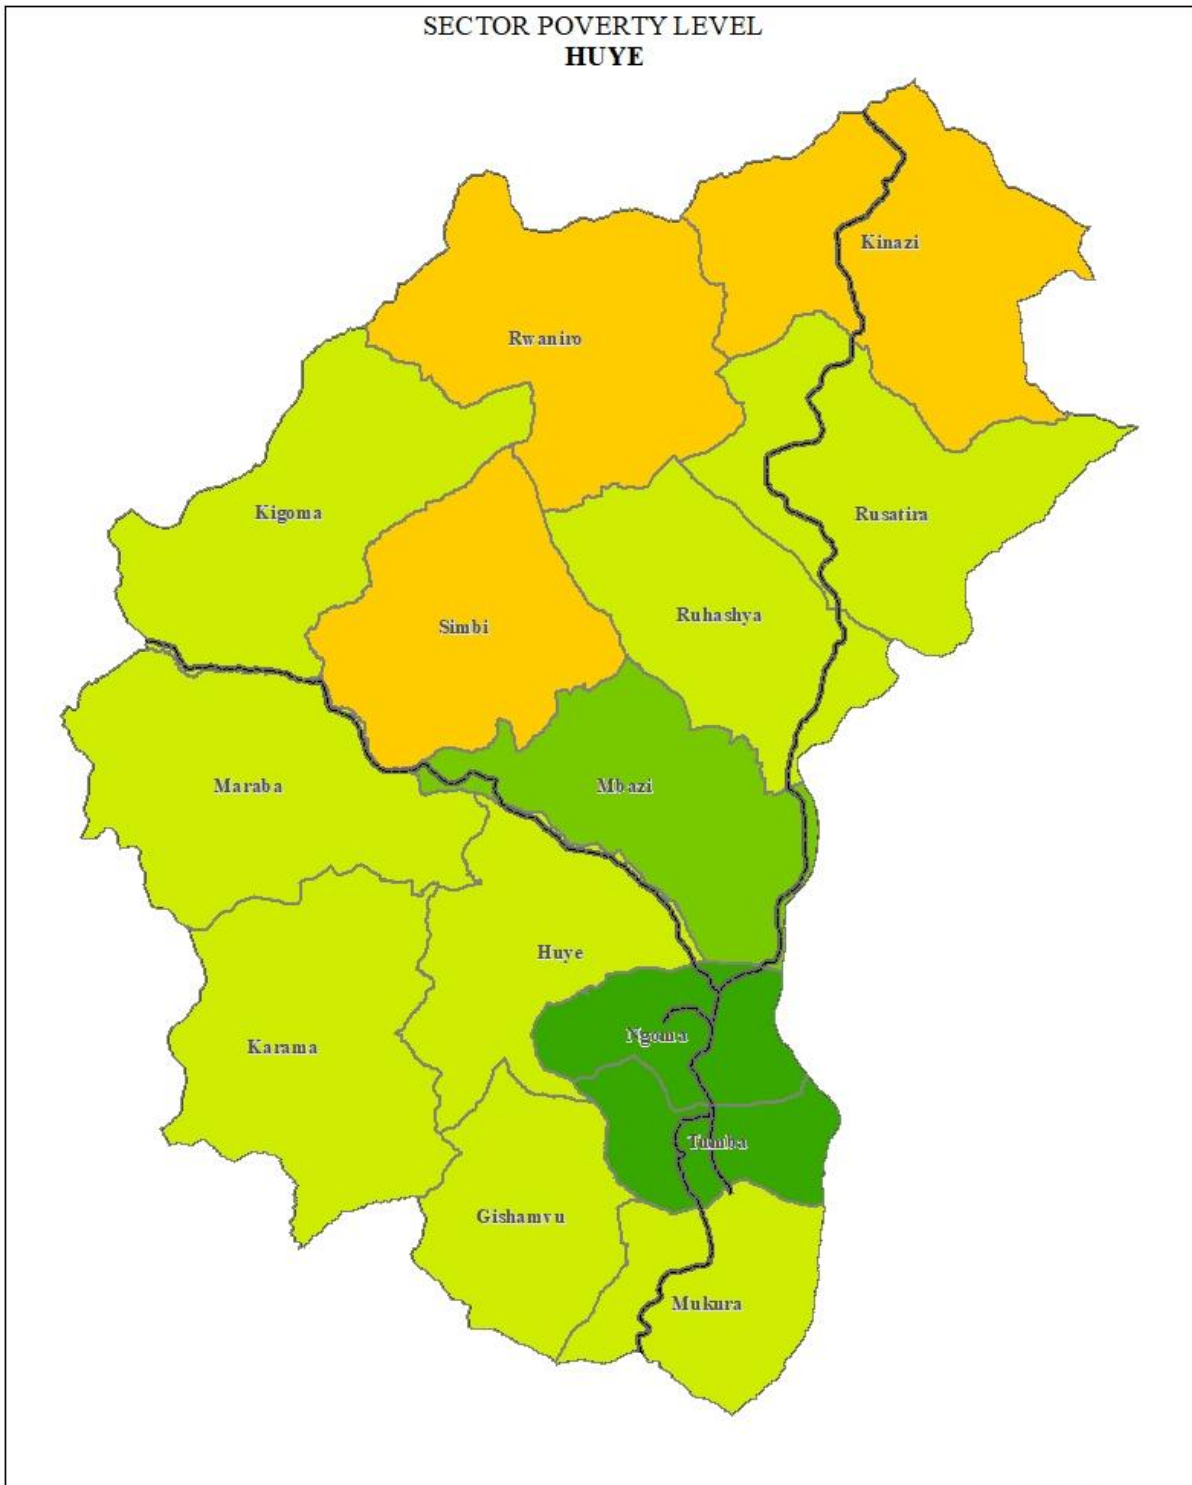 SECTOR POVERTY LEVEL
HUYE
Kinazi
Rwaniro
Kigoma
Rusatira
Ruhashya
Simbi
Maraba
Mbazi
Huye
Ngoma
Karama
Tumba
Gishamvu
Mukura